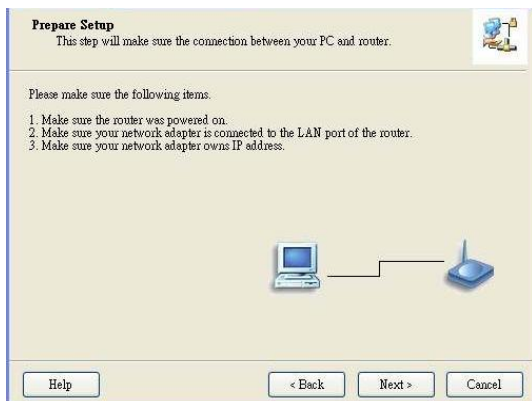 Prepare Setup
This step will make sure the connection between your PC and router.
Please make sure the following items.
1. Make sure the router was powered on.
2. Make sure your network adapter is connected to the LAN port of the router.
3. Make sure your network adapter owns IP address.
Help
< Back
Next >
Cancel